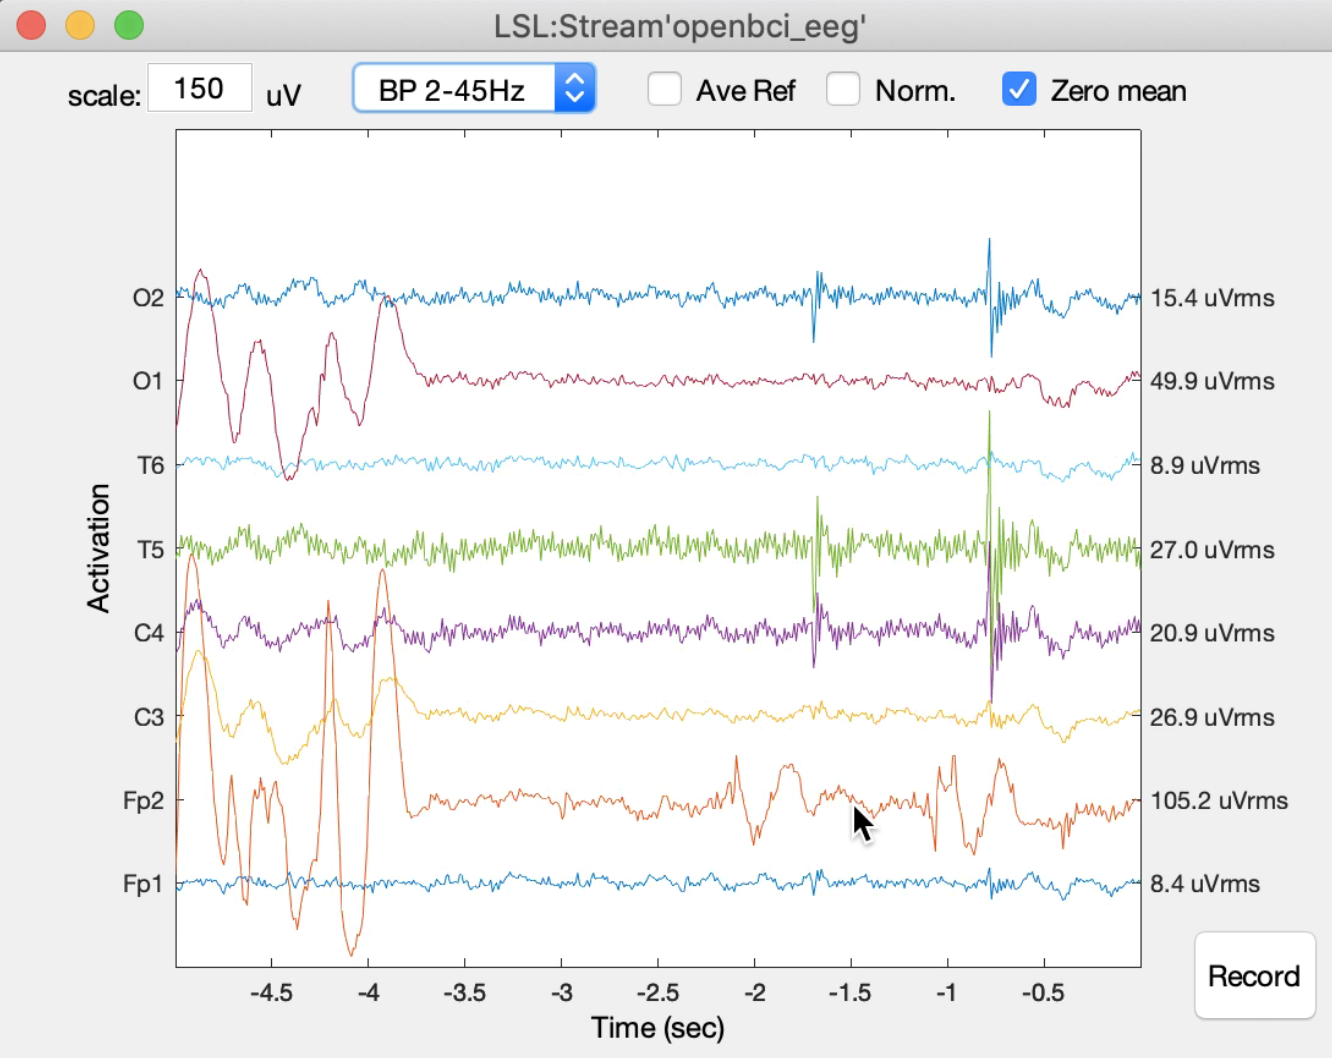 LSL:Stream'openbci_eeg'
scale: 150 uV BP 2-45Hz Ave Ref Norm. Zero mean
O2 15.4 uVrms
O1 49.9 uVrms
T6 8.9 uVrms
T5 27.0 uVrms
C4 20.9 uVrms
C3 26.9 uVrms
Fp2 105.2 uVrms
Fp1 8.4 uVrms
Activation
-4.5 -4 -3.5 -3 -2.5 -2 -1.5 -1 -0.5
Time (sec)
Record